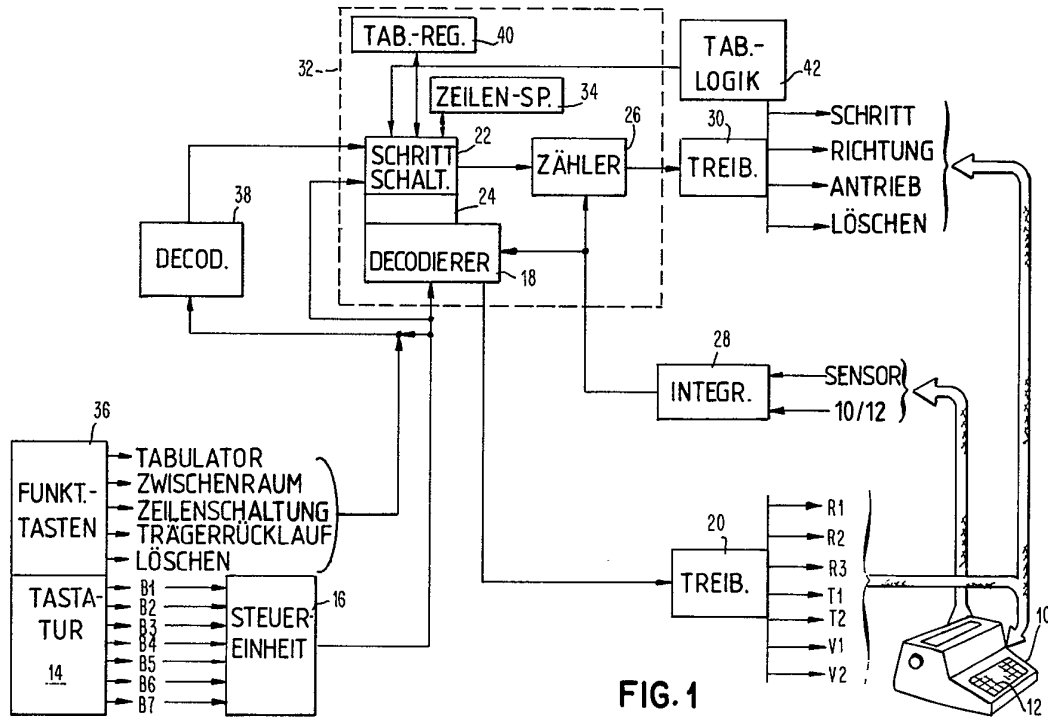 TAB.-REG.
40
32
ZEILEN-SP.
34
TAB.-
LOGIK
42
22
SCHRITT
SCHALT.
26
ZÄHLER
30
TREIB.
SCHRITT
RICHTUNG
ANTRIEB
LÖSCHEN
24
38
DECOD.
DECODIERER
18
28
INTEGR.
SENSOR
10/12
36
FUNKT.-
TASTEN
TABULATOR
ZWISCHENRAUM
ZEILENSCHALTUNG
TRÄGERRÜCKLAUF
LÖSCHEN
TASTA-
TUR
14
B1
B2
B3
B4
B5
B6
B7
16
STEUER-
EINHEIT
20
TREIB.
R1
R2
R3
T1
T2
V1
V2
10
12
FIG. 1